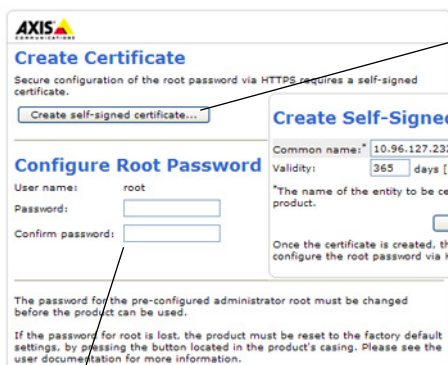 AXIS
COMMUNICATIONS
Create Certificate
Secure configuration of the root password via HTTPS requires a self-signed
certificate.
Create self-signed certificate...
Configure Root Password
User name: root
Password:
Confirm password:
Create Self-Signed
Common name:* 10.96.127.23
Validity: 365 days [
*The name of the entity to be ce
product.
Once the certificate is created, th
configure the root password via H
The password for the pre-configured administrator root must be changed
before the product can be used.
If the password for root is lost, the product must be reset to the factory default
settings, by pressing the button located in the product's casing. Please see the
user documentation for more information.